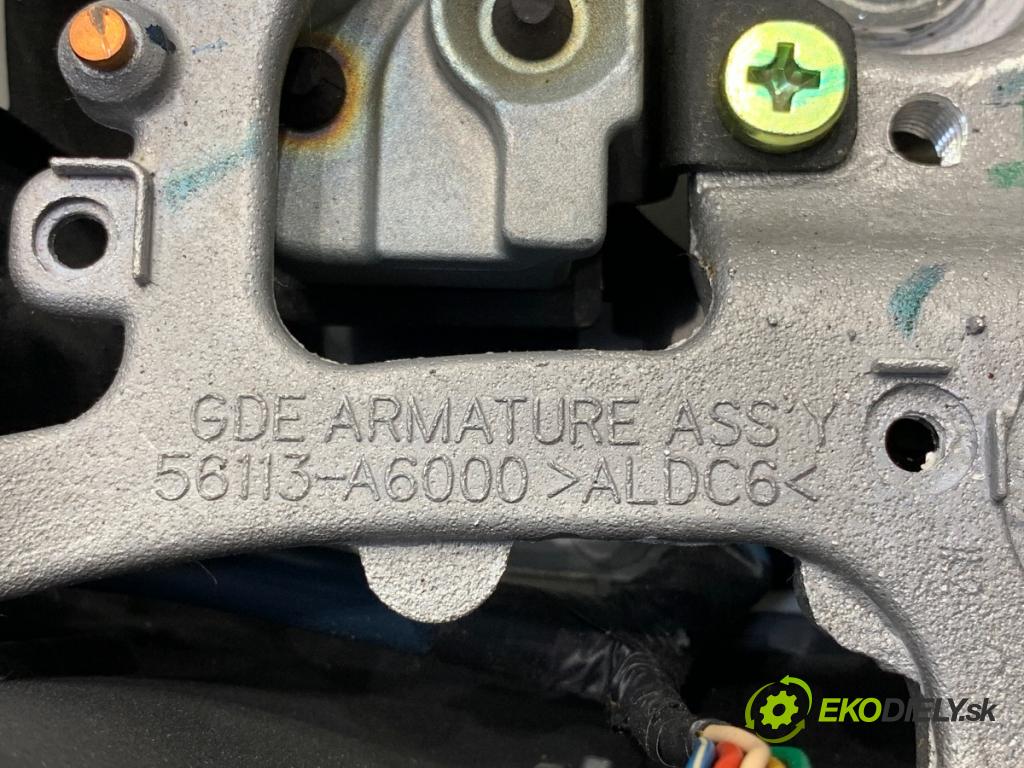 GDE ARMATURE ASS'Y
56113-A6000 >ALDC6<
EKODIELY.sk